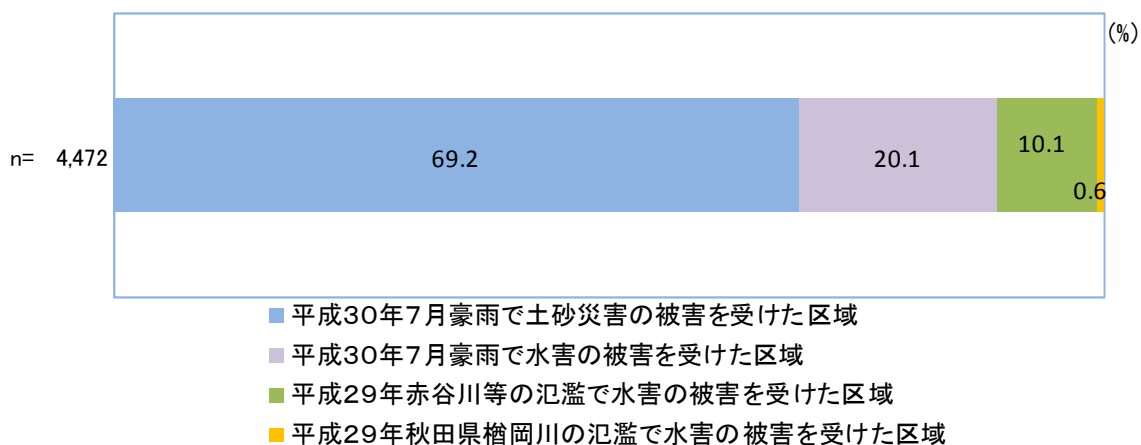 (%)
n= 4,472
69.2
20.1
10.1
0.6
平成30年7月豪雨で土砂災害の被害を受けた区域
平成30年7月豪雨で水害の被害を受けた区域
平成29年赤谷川等の氾濫で水害の被害を受けた区域
平成29年秋田県楢岡川の氾濫で水害の被害を受けた区域